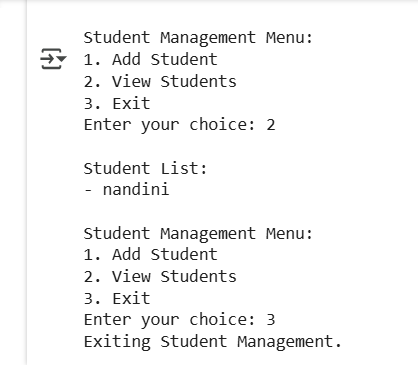 Student Management Menu:
1. Add Student
2. View Students
3. Exit
Enter your choice: 2
Student List:
- nandini
Student Management Menu:
1. Add Student
2. View Students
3. Exit
Enter your choice: 3
Exiting Student Management.